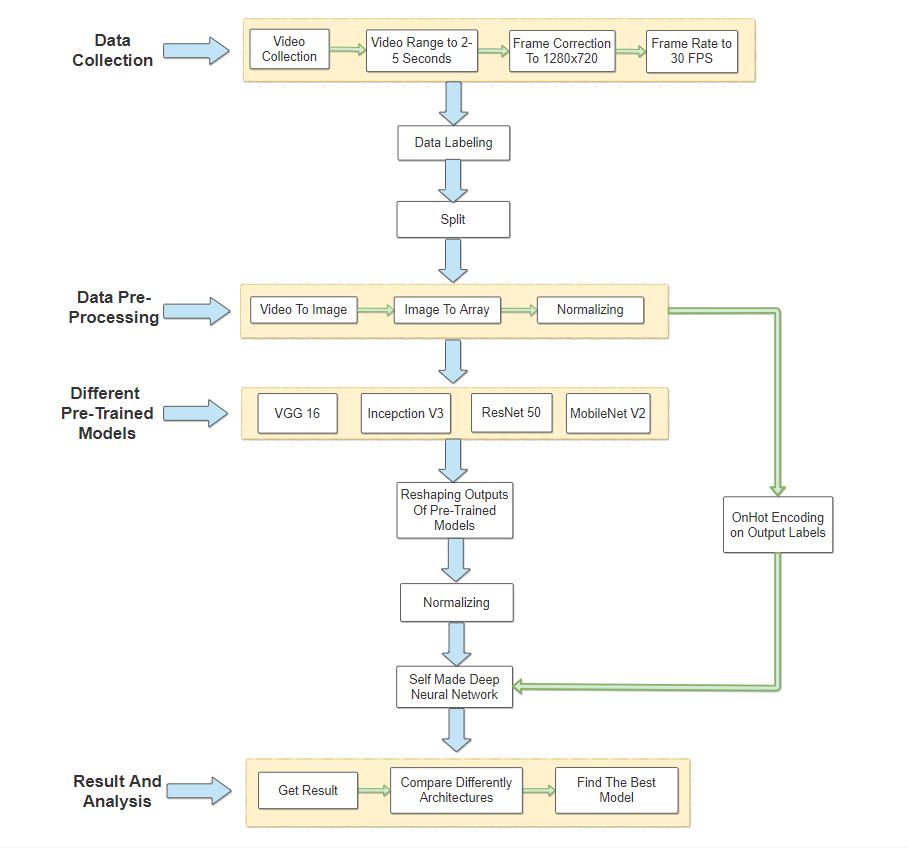 Data
Collection
Video
Collection
Video Range to 2-
5 Seconds
Frame Correction
To 1280x720
Frame Rate to
30 FPS
Data Labeling
Split
Data Pre-
Processing
Video To Image
Image To Array
Normalizing
Different
Pre-Trained
Models
VGG 16
Incepction V3
ResNet 50
MobileNet V2
Reshaping Outputs
Of Pre-Trained
Models
OnHot Encoding
on Output Labels
Normalizing
Self Made Deep
Neural Network
Result And
Analysis
Get Result
Compare Differently
Architectures
Find The Best
Model